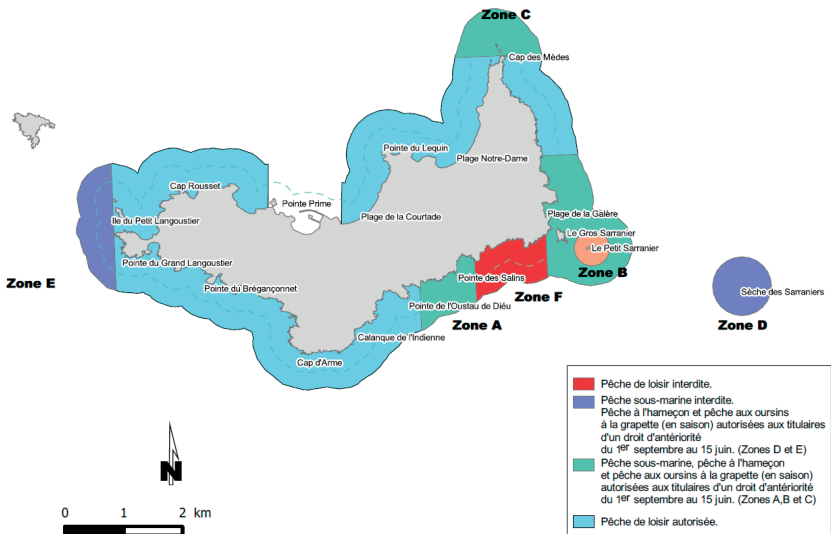 Zone C
Cap des Mèdes
Pointe du Lequin
Plage Notre-Dame
Cap Rousset
Pointe Prime
Ile du Petit Langoustier
Plage de la Courtade
Plage de la Galère
Le Gros Sarranier
Le Petit Sarranier
Pointe du Grand Langoustier
Zone B
Zone E
Pointe des Salins
Pointe du Brégançonnet
Zone F
Sèche des Sarraniers
Pointe de l'Oustau de Diéu
Zone A
Zone D
Calanque de l'Indienne
Cap d'Arme
Pêche de loisir interdite.
Pêche sous-marine interdite.
Pêche à l'hameçon et pêche aux oursins
à la grapette (en saison) autorisées aux titulaires
d'un droit d'antériorité
du 1er septembre au 15 juin. (Zones D et E)
Pêche sous-marine, pêche à l'hameçon
et pêche aux oursins à la grapette (en saison)
autorisées aux titulaires d'un droit d'antériorité
du 1er septembre au 15 juin. (Zones A,B et C)
Pêche de loisir autorisée.
N
0 1 2 km